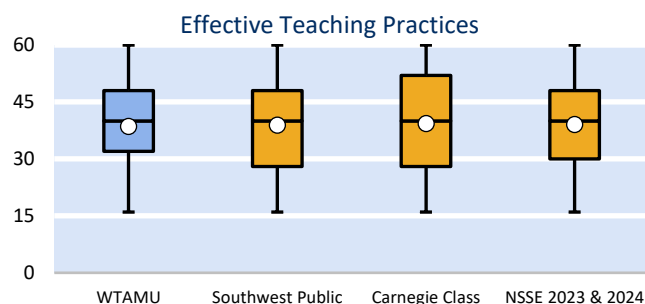 Effective Teaching Practices
60
45
30
15
0
WTAMU Southwest Public Carnegie Class NSSE 2023 & 2024